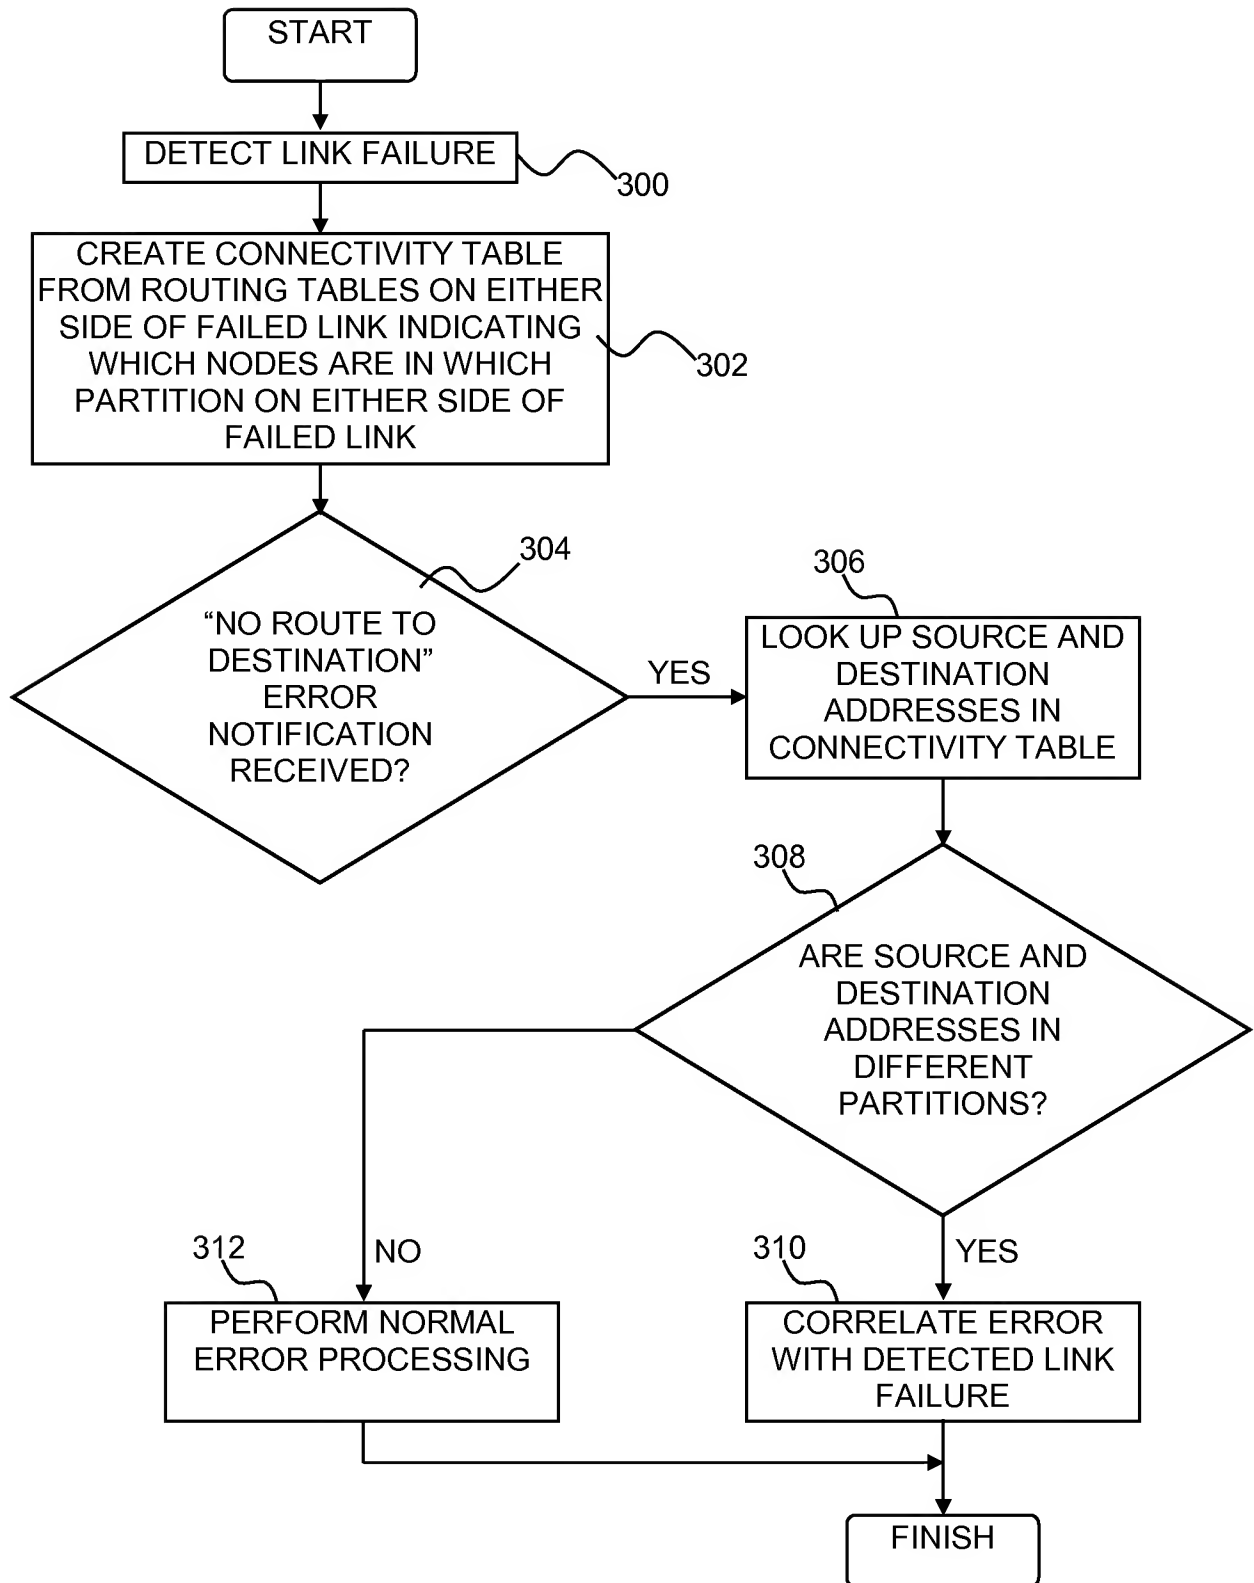 START
DETECT LINK FAILURE
300
CREATE CONNECTIVITY TABLE
FROM ROUTING TABLES ON EITHER
SIDE OF FAILED LINK INDICATING
WHICH NODES ARE IN WHICH
PARTITION ON EITHER SIDE OF
FAILED LINK
302
304
“NO ROUTE TO
DESTINATION”
ERROR
NOTIFICATION
RECEIVED?
YES
306
LOOK UP SOURCE AND
DESTINATION
ADDRESSES IN
CONNECTIVITY TABLE
308
ARE SOURCE AND
DESTINATION
ADDRESSES IN
DIFFERENT
PARTITIONS?
312
NO
310
YES
PERFORM NORMAL
ERROR PROCESSING
CORRELATE ERROR
WITH DETECTED LINK
FAILURE
FINISH